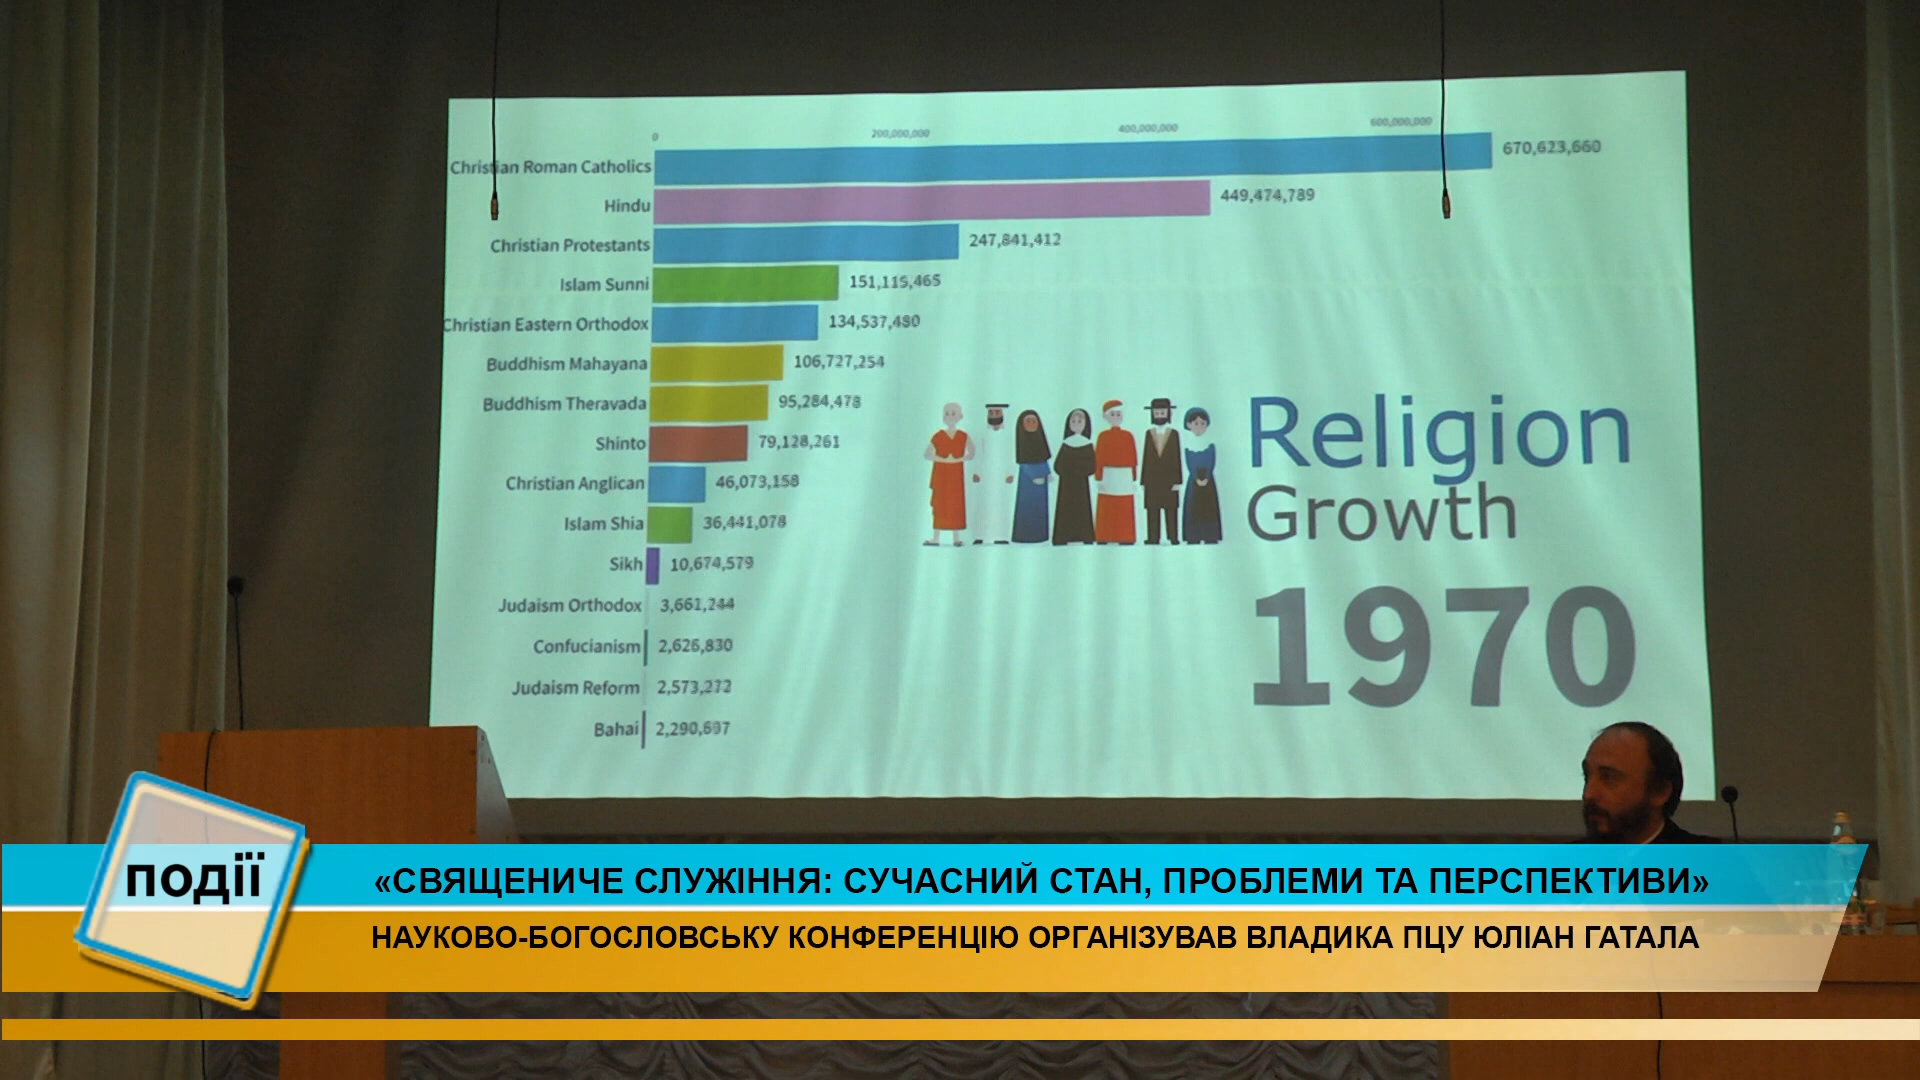 0 200,000,000 400,000,000 600,000,000
Christian Roman Catholics 670,623,660
Hindu 449,474,789
Christian Protestants 247,841,412
Islam Sunni 151,115,465
Christian Eastern Orthodox 134,537,480
Buddhism Mahayana 106,727,254
Buddhism Theravada 95,284,478
Shinto 79,128,261
Christian Anglican 46,073,158
Islam Shia 36,441,078
Sikh 10,674,579
Judaism Orthodox 3,661,244
Confucianism 2,626,830
Judaism Reform 2,573,272
Bahai 2,290,697
Religion
Growth
1970
події
«СВЯЩЕНИЧЕ СЛУЖІННЯ: СУЧАСНИЙ СТАН, ПРОБЛЕМИ ТА ПЕРСПЕКТИВИ»
НАУКОВО-БОГОСЛОВСЬКУ КОНФЕРЕНЦІЮ ОРГАНІЗУВАВ ВЛАДИКА ПЦУ ЮЛІАН ГАТАЛА